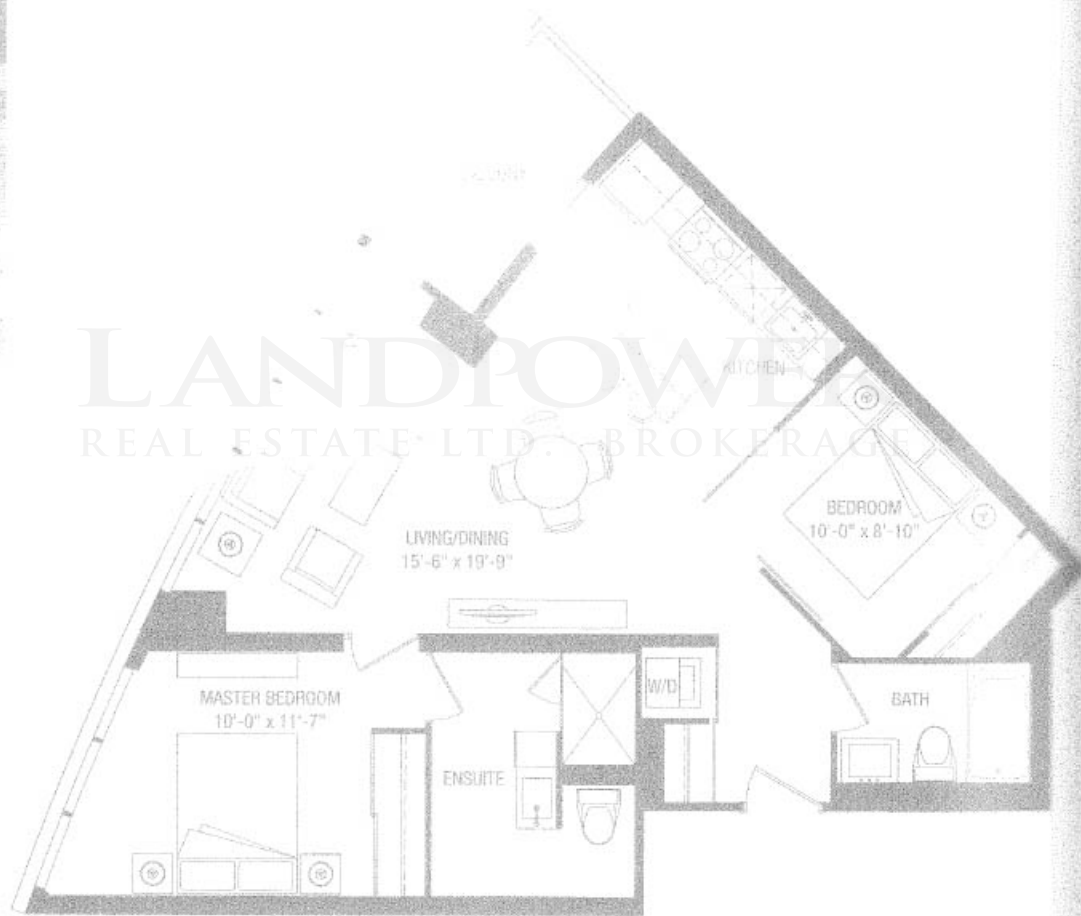 LANDPOWER
REAL ESTATE LTD. BROKERAGE
KITCHEN
BEDROOM
10'-0" x 8'-10"
LIVING/DINING
15'-6" x 19'-9"
MASTER BEDROOM
10'-0" x 11'-7"
W/D
BATH
ENSUITE